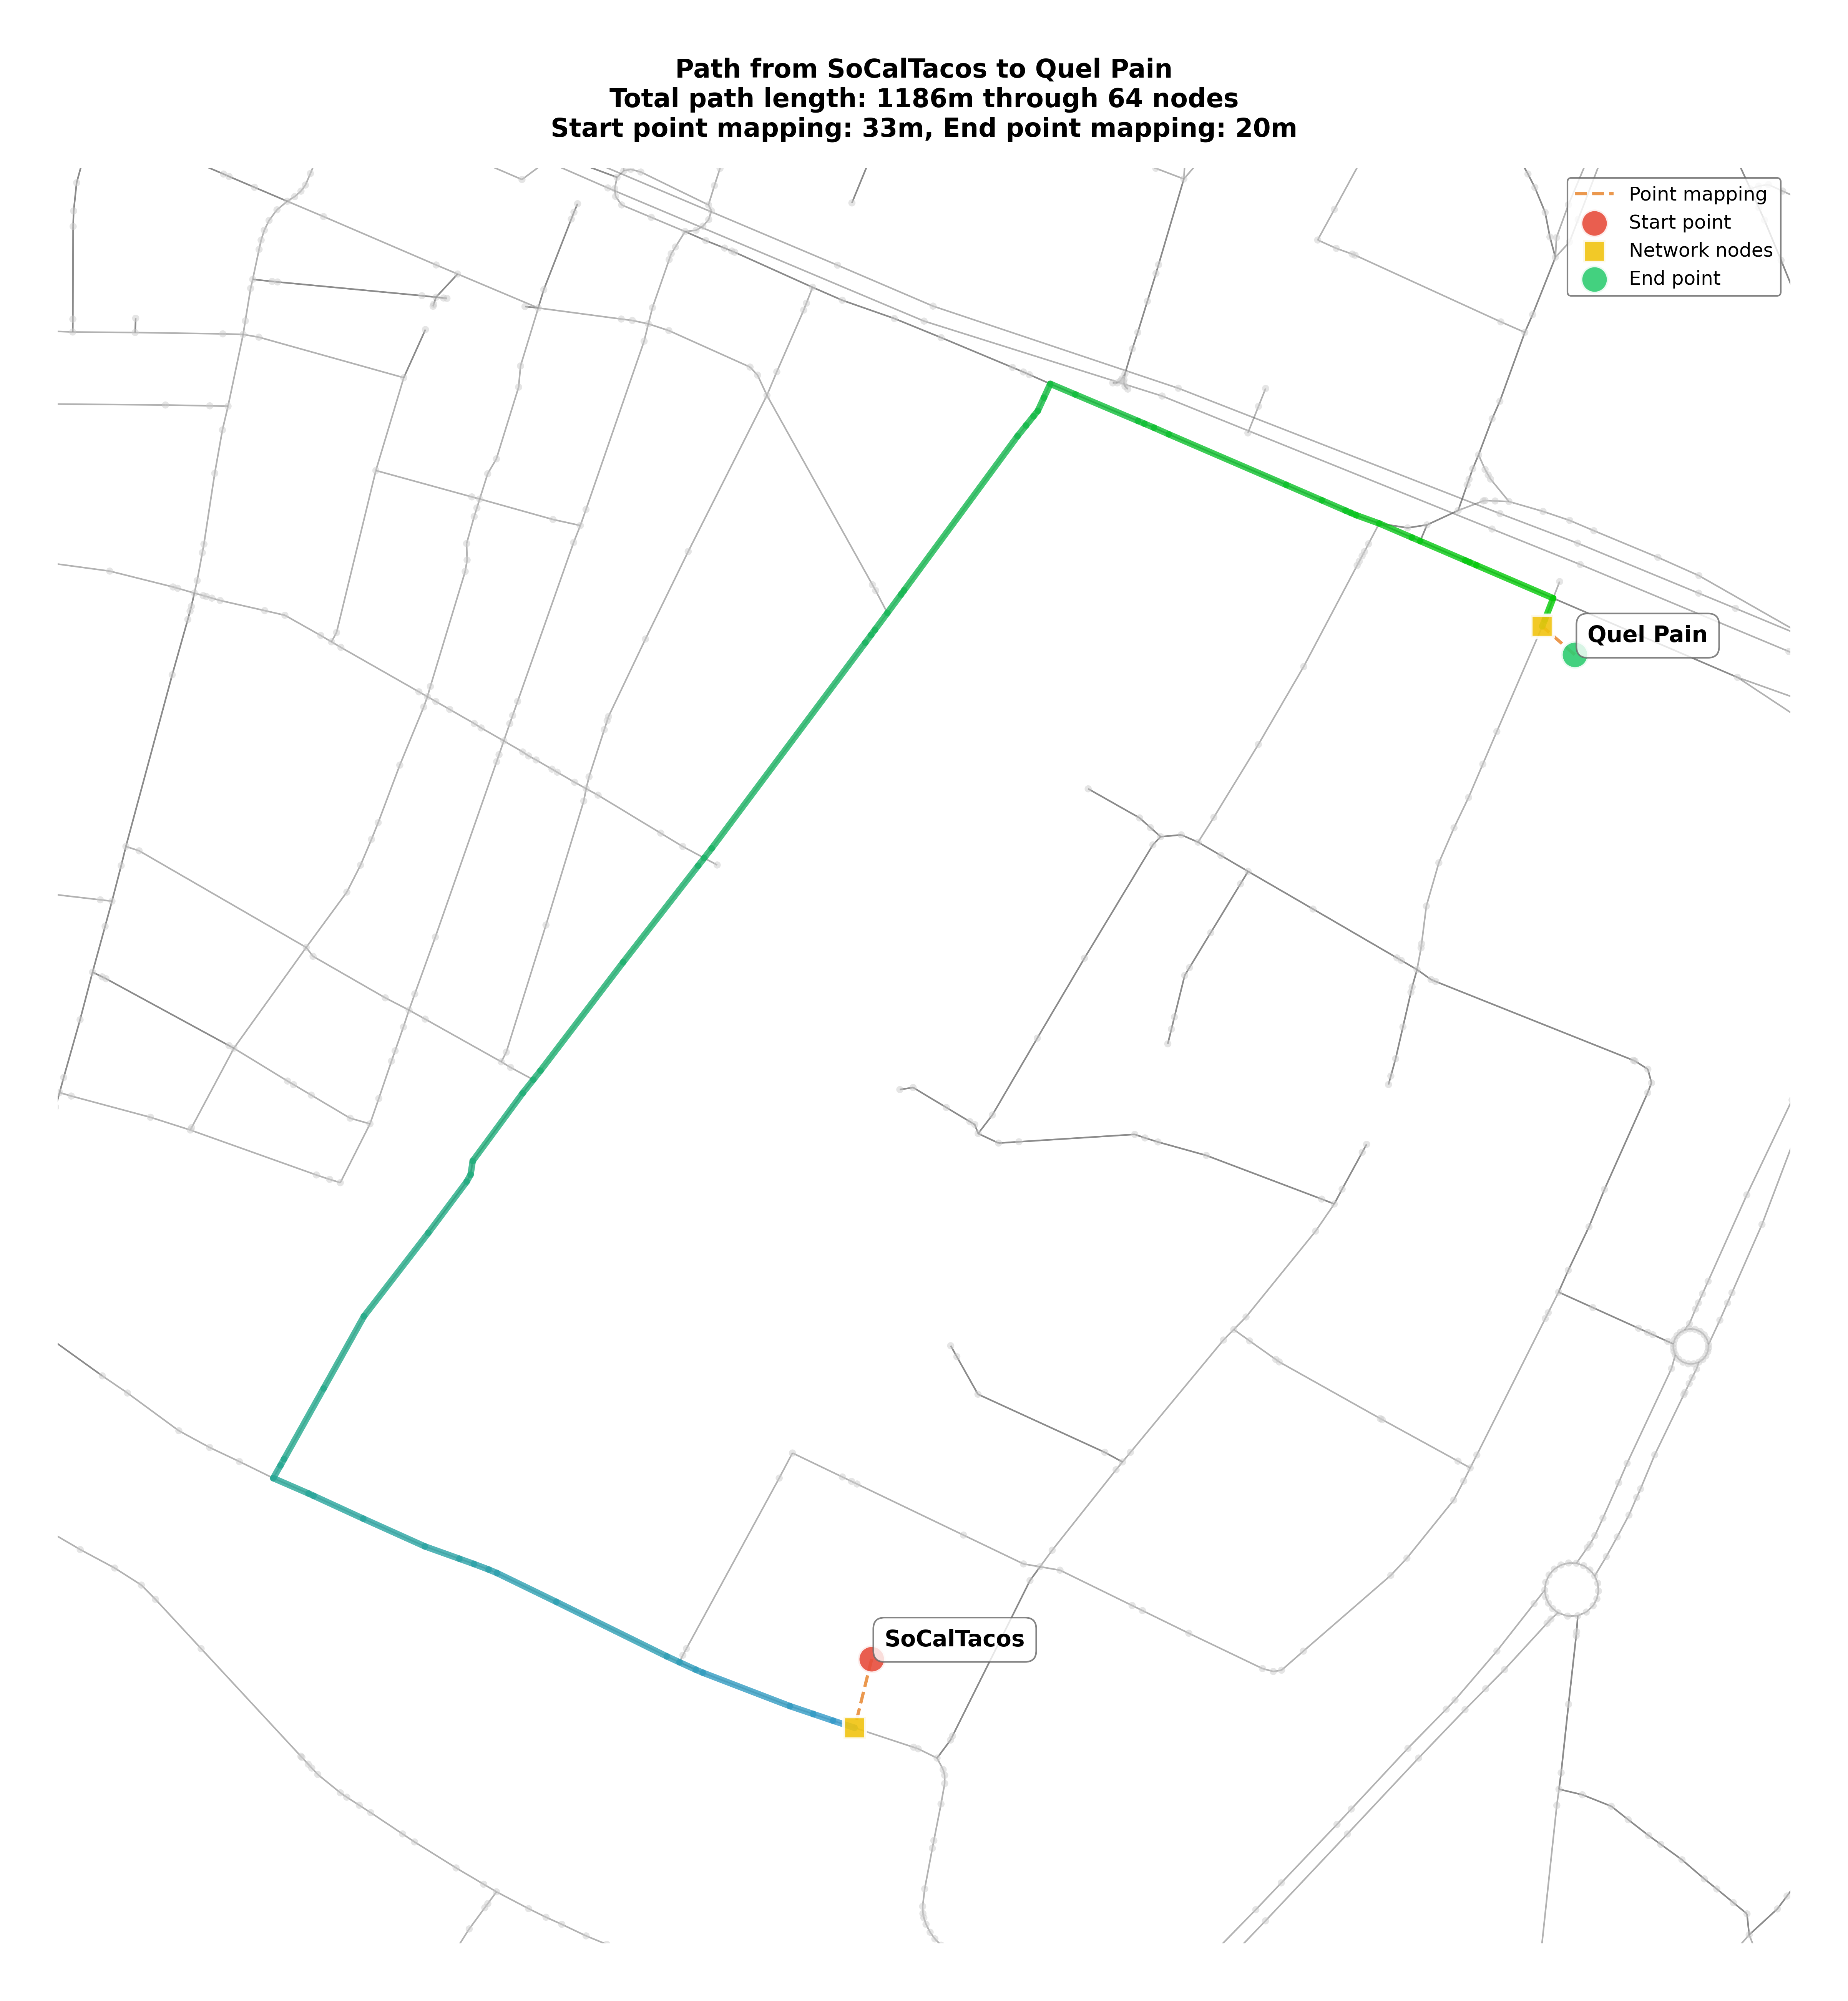 Path from SoCalTacos to Quel Pain
Total path length: 1186m through 64 nodes
Start point mapping: 33m, End point mapping: 20m
Point mapping
Start point
Network nodes
End point
Quel Pain
SoCalTacos